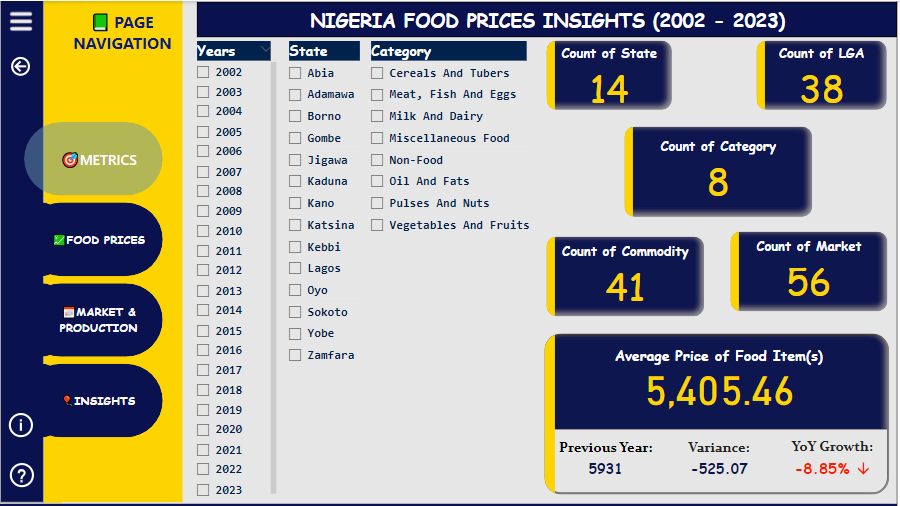 PAGE
NAVIGATION
METRICS
FOOD PRICES
MARKET &
PRODUCTION
INSIGHTS
NIGERIA FOOD PRICES INSIGHTS (2002 - 2023)
Years
2002
2003
2004
2005
2006
2007
2008
2009
2010
2011
2012
2013
2014
2015
2016
2017
2018
2019
2020
2021
2022
2023
State
Abia
Adamawa
Borno
Gombe
Jigawa
Kaduna
Kano
Katsina
Kebbi
Lagos
Oyo
Sokoto
Yobe
Zamfara
Category
Cereals And Tubers
Meat, Fish And Eggs
Milk And Dairy
Miscellaneous Food
Non-Food
Oil And Fats
Pulses And Nuts
Vegetables And Fruits
Count of State
14
Count of LGA
38
Count of Category
8
Count of Commodity
41
Count of Market
56
Average Price of Food Item(s)
5,405.46
Previous Year:
5931
Variance:
-525.07
YoY Growth:
-8.85% ↓